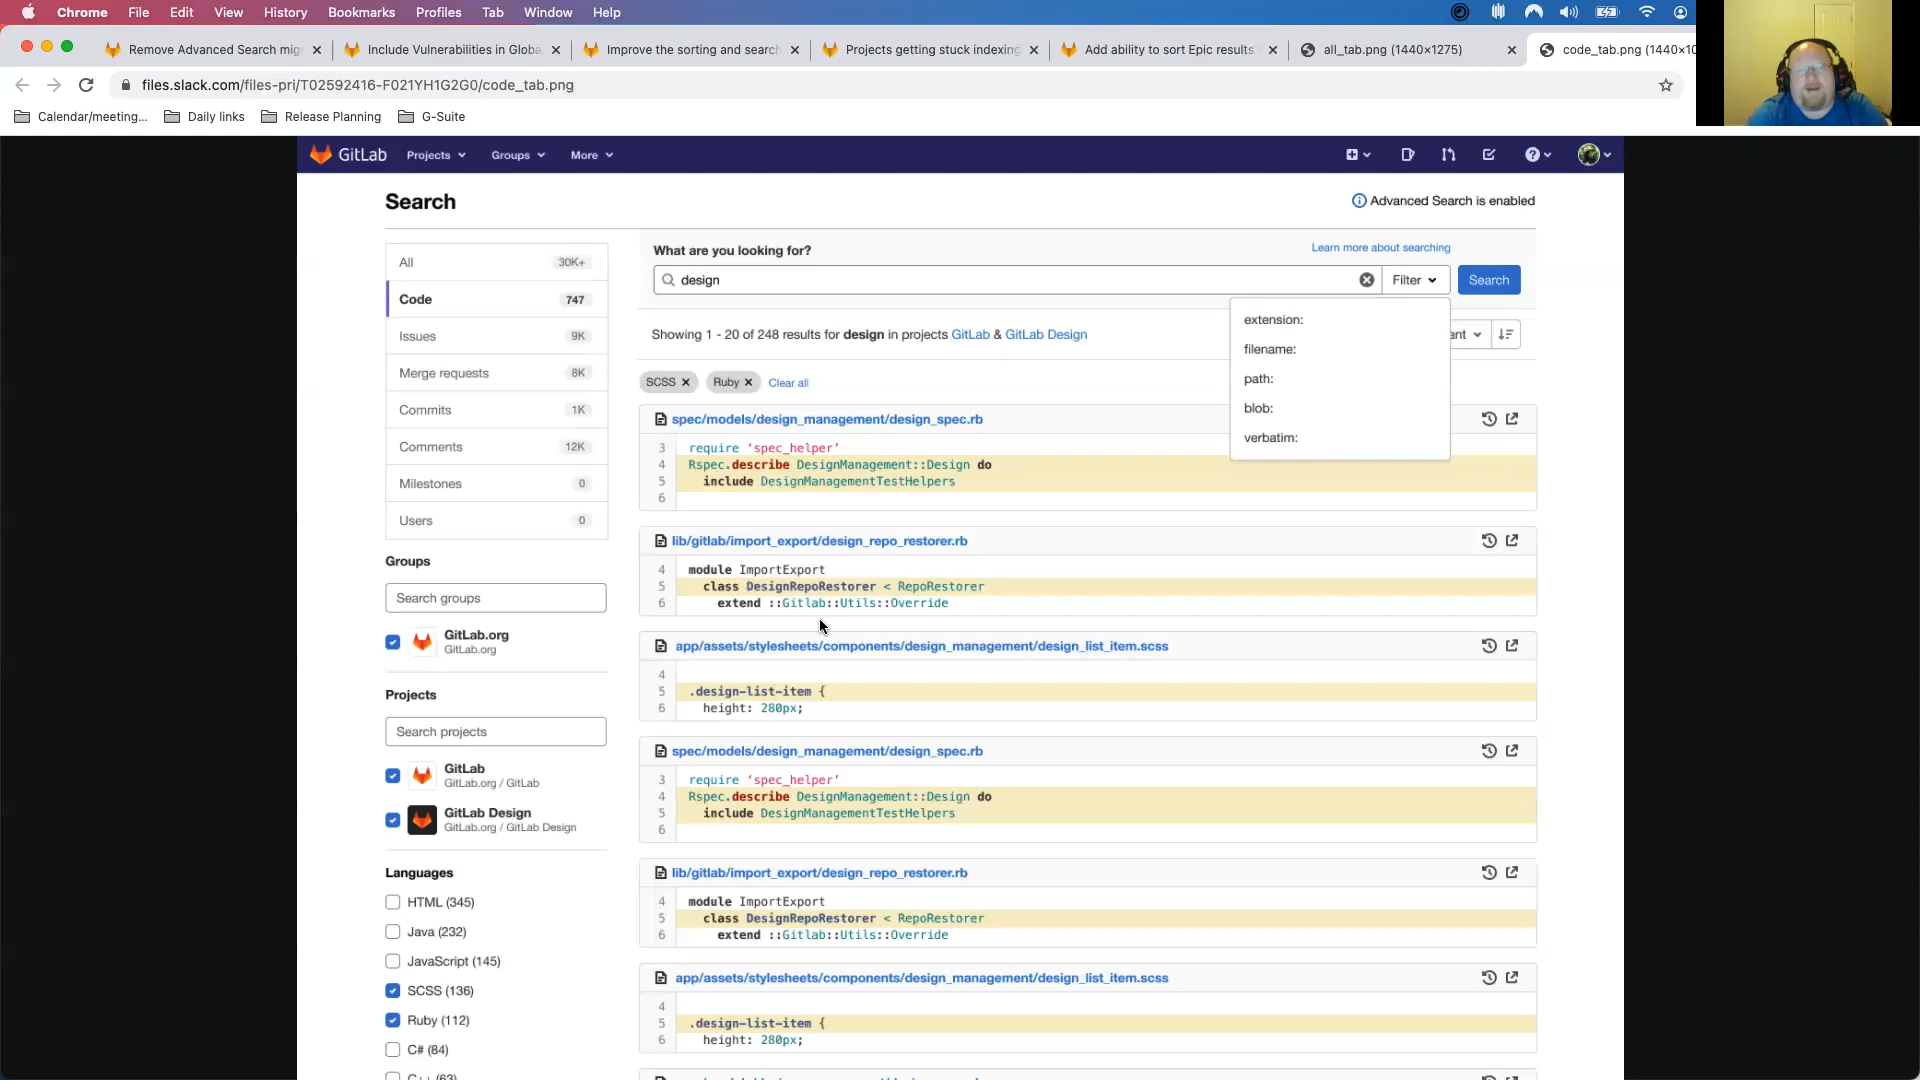 Chrome File Edit View History Bookmarks Profiles Tab Window Help
Remove Advanced Search mig
Include Vulnerabilities in Globa
Improve the sorting and search
Projects getting stuck indexing
Add ability to sort Epic results
all_tab.png (1440×1275)
code_tab.png (1440×10
files.slack.com/files-pri/T02592416-F021YH1G2G0/code_tab.png
Calendar/meeting... Daily links Release Planning G-Suite
GitLab Projects Groups More
Search
Advanced Search is enabled
All 30K+
Code 747
Issues 9K
Merge requests 8K
Commits 1K
Comments 12K
Milestones 0
Users 0
Groups
Search groups
GitLab.org
GitLab.org
Projects
Search projects
GitLab
GitLab.org / GitLab
GitLab Design
GitLab.org / GitLab Design
Languages
HTML (345)
Java (232)
JavaScript (145)
SCSS (136)
Ruby (112)
C# (84)
C++ (63)
What are you looking for?
Learn more about searching
design
Filter
Search
extension:
filename:
path:
blob:
verbatim:
Showing 1 - 20 of 248 results for design in projects GitLab & GitLab Design
ant
SCSS Ruby Clear all
spec/models/design_management/design_spec.rb
3 require ‘spec_helper’
4 Rspec.describe DesignManagement::Design do
5 include DesignManagementTestHelpers
6
lib/gitlab/import_export/design_repo_restorer.rb
4 module ImportExport
5 class DesignRepoRestorer < RepoRestorer
6 extend ::Gitlab::Utils::Override
app/assets/stylesheets/components/design_management/design_list_item.scss
4
5 .design-list-item {
6 height: 280px;
spec/models/design_management/design_spec.rb
3 require ‘spec_helper’
4 Rspec.describe DesignManagement::Design do
5 include DesignManagementTestHelpers
6
lib/gitlab/import_export/design_repo_restorer.rb
4 module ImportExport
5 class DesignRepoRestorer < RepoRestorer
6 extend ::Gitlab::Utils::Override
app/assets/stylesheets/components/design_management/design_list_item.scss
4
5 .design-list-item {
6 height: 280px;